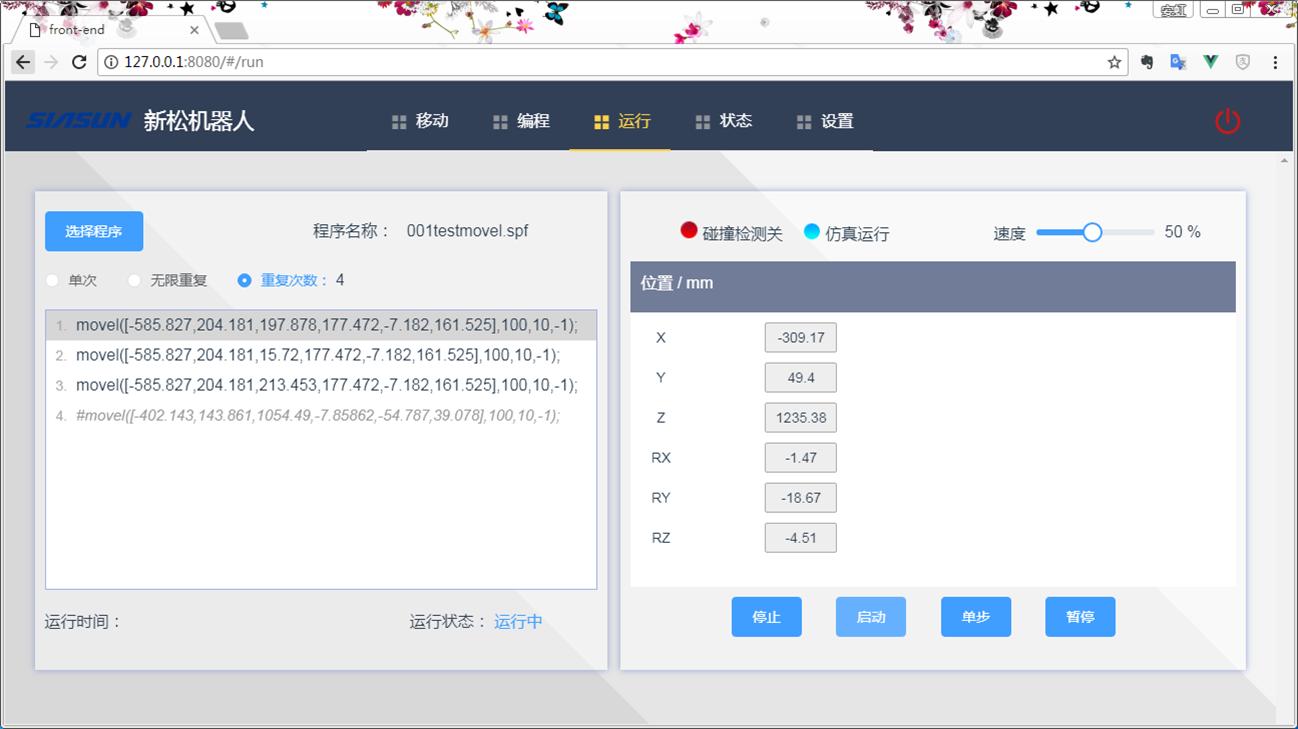 front-end
127.0.0.1:8080/#/run
SIASUN 新松机器人 移动 编程 运行 状态 设置
选择程序 程序名称： 001testmovel.spf
单次 无限重复 重复次数： 4
1. movel([-585.827,204.181,197.878,177.472,-7.182,161.525],100,10,-1);
2. movel([-585.827,204.181,15.72,177.472,-7.182,161.525],100,10,-1);
3. movel([-585.827,204.181,213.453,177.472,-7.182,161.525],100,10,-1);
4. #movel([-402.143,143.861,1054.49,-7.85862,-54.787,39.078],100,10,-1);
运行时间： 运行状态： 运行中
碰撞检测关 仿真运行 速度 50 %
位置 / mm
X -309.17
Y 49.4
Z 1235.38
RX -1.47
RY -18.67
RZ -4.51
停止 启动 单步 暂停